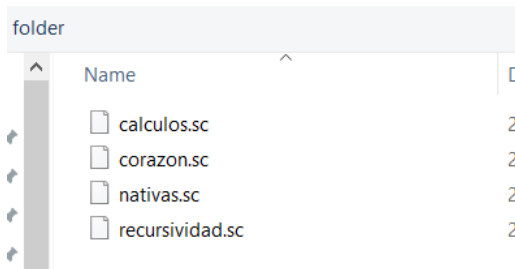 folder
Name
calculos.sc
corazon.sc
nativas.sc
recursividad.sc